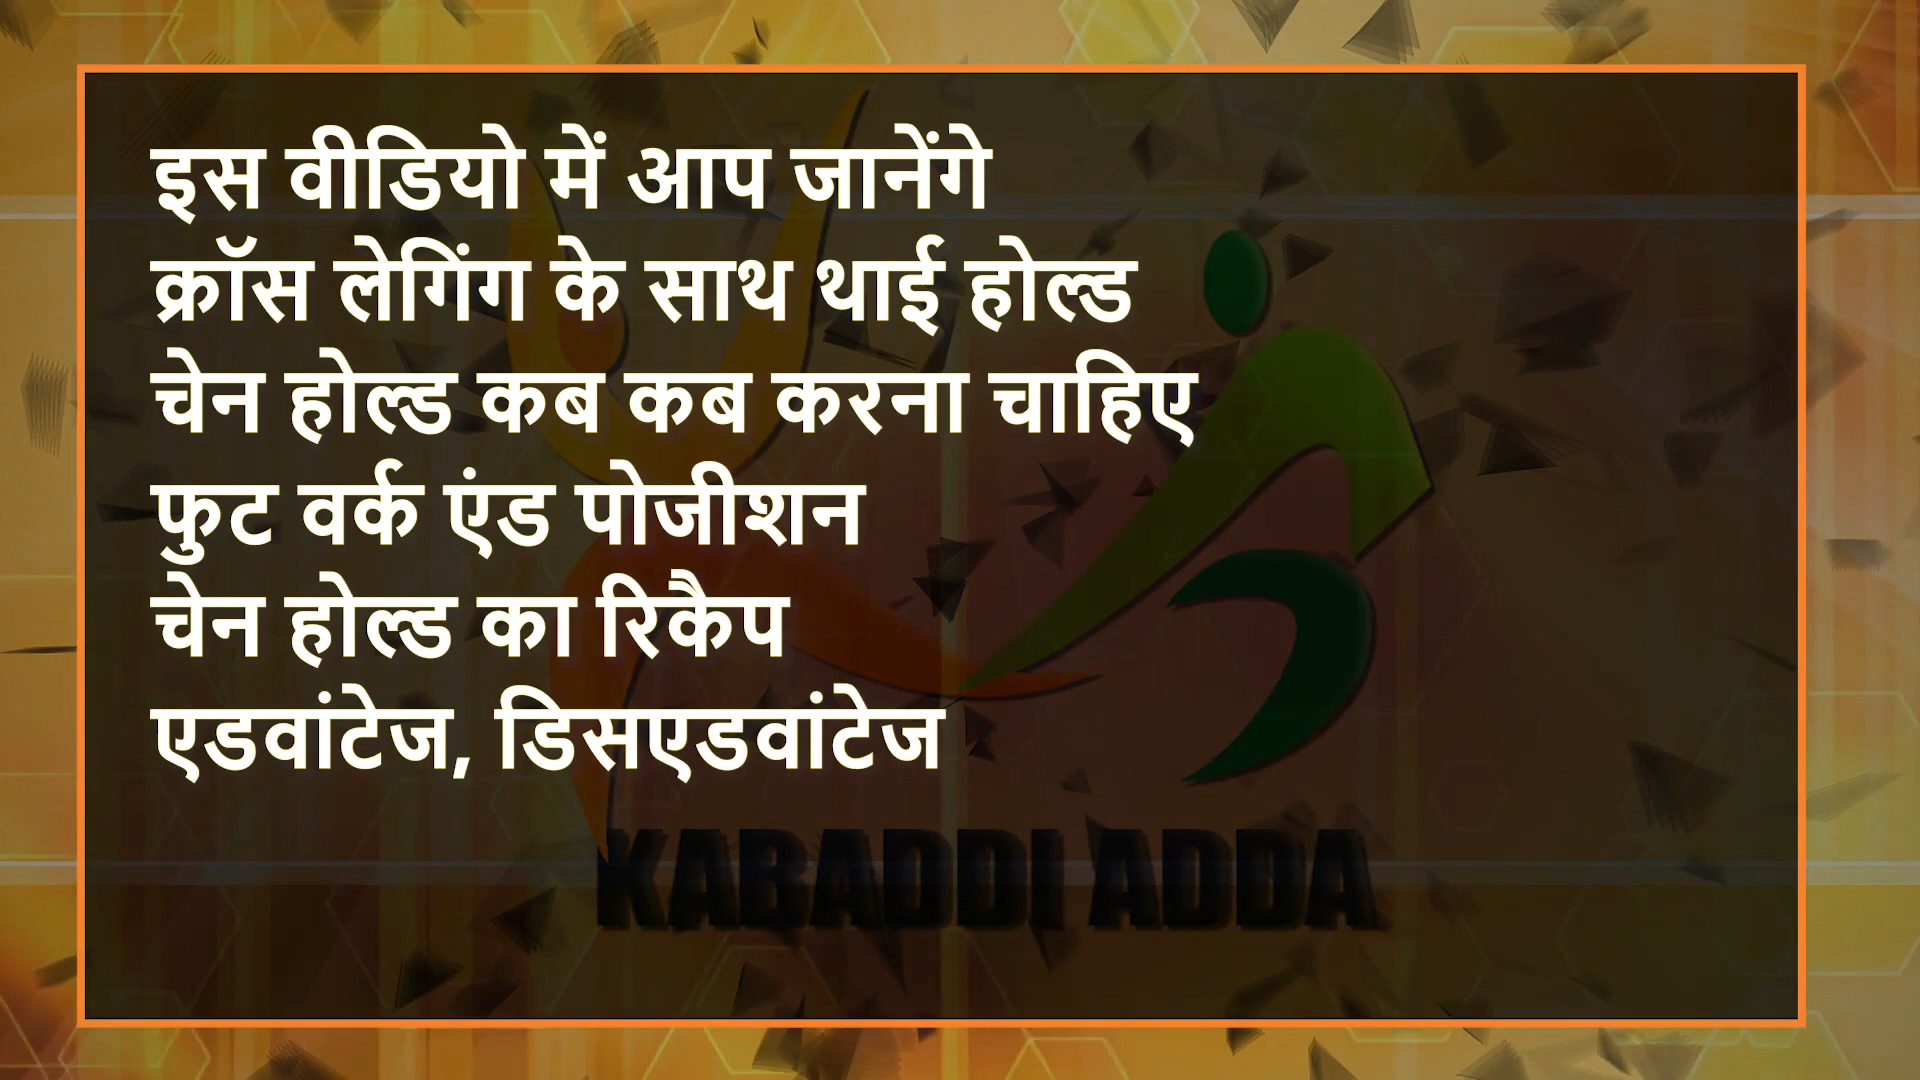 इस वीडियो में आप जानेंगे
क्रॉस लेगिंग के साथ थाई होल्ड
चेन होल्ड कब कब करना चाहिए
फुट वर्क एंड पोजीशन
चेन होल्ड का रिकैप
एडवांटेज, डिसएडवांटेज
KABADDI ADDA